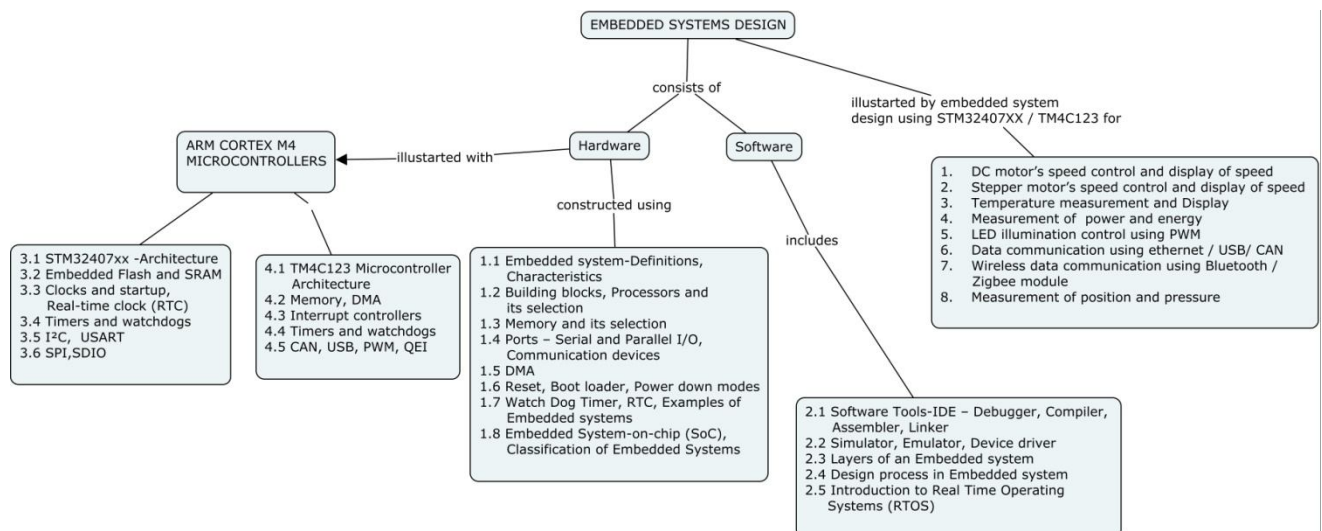 EMBEDDED SYSTEMS DESIGN
consists of
illustarted by embedded system
design using STM32407XX / TM4C123 for
ARM CORTEX M4
MICROCONTROLLERS
illustarted with
Hardware
Software
1. DC motor's speed control and display of speed
2. Stepper motor's speed control and display of speed
3. Temperature measurement and Display
4. Measurement of power and energy
5. LED illumination control using PWM
6. Data communication using ethernet / USB/ CAN
7. Wireless data communication using Bluetooth /
Zigbee module
8. Measurement of position and pressure
constructed using
includes
3.1 STM32407xx -Architecture
3.2 Embedded Flash and SRAM
3.3 Clocks and startup,
Real-time clock (RTC)
3.4 Timers and watchdogs
3.5 I²C, USART
3.6 SPI,SDIO
4.1 TM4C123 Microcontroller
Architecture
4.2 Memory, DMA
4.3 Interrupt controllers
4.4 Timers and watchdogs
4.5 CAN, USB, PWM, QEI
1.1 Embedded system-Definitions,
Characteristics
1.2 Building blocks, Processors and
its selection
1.3 Memory and its selection
1.4 Ports – Serial and Parallel I/O,
Communication devices
1.5 DMA
1.6 Reset, Boot loader, Power down modes
1.7 Watch Dog Timer, RTC, Examples of
Embedded systems
1.8 Embedded System-on-chip (SoC),
Classification of Embedded Systems
2.1 Software Tools-IDE – Debugger, Compiler,
Assembler, Linker
2.2 Simulator, Emulator, Device driver
2.3 Layers of an Embedded system
2.4 Design process in Embedded system
2.5 Introduction to Real Time Operating
Systems (RTOS)